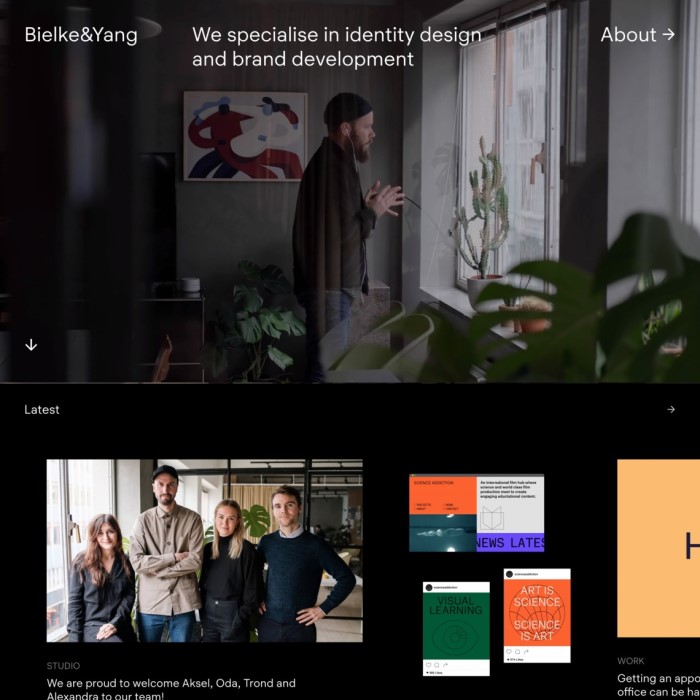 Bielke&Yang
We specialise in identity design
and brand development
About →
↓
Latest
→
SCIENCE ADDICTION
An international film hub where
science and world class film
production meet to create
engaging educational content.
NEWS LATES
VISUAL
LEARNING
ART IS
SCIENCE
SCIENCE
IS ART
H
STUDIO
We are proud to welcome Aksel, Oda, Trond and
Alexandra to our team!
WORK
Getting an app
office can be hi